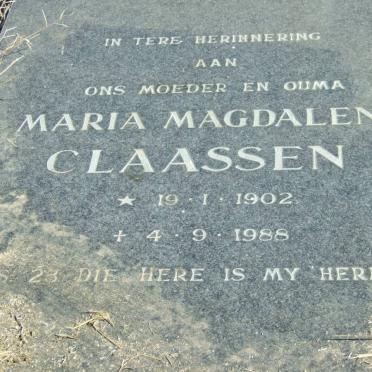 IN TERE HERINNERING
AAN
ONS MOEDER EN OUMA
MARIA MAGDALEN
CLAASSEN
★ 19·1·1902.
+ 4·9·1988
S. 23 DIE HERE IS MY HER